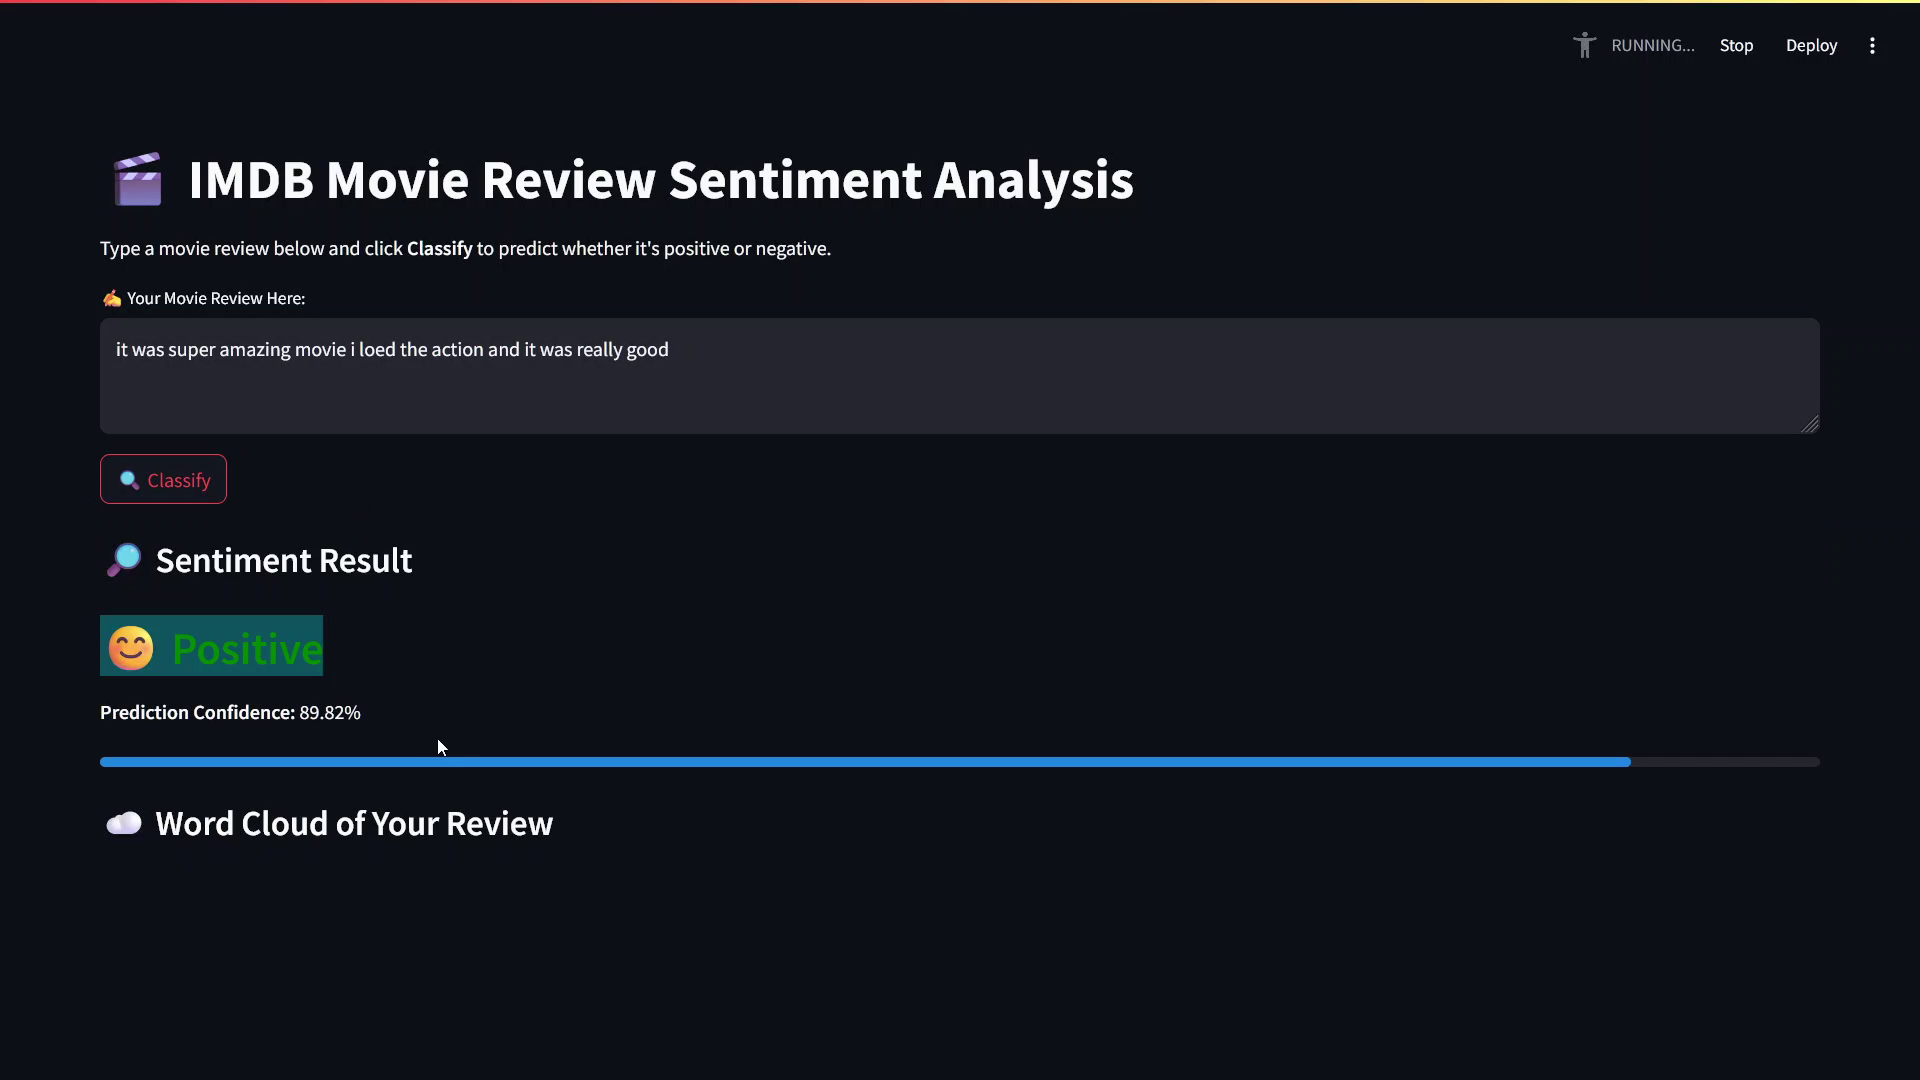 RUNNING... Stop Deploy
IMDB Movie Review Sentiment Analysis
Type a movie review below and click Classify to predict whether it's positive or negative.
Your Movie Review Here:
it was super amazing movie i loed the action and it was really good
Classify
Sentiment Result
Positive
Prediction Confidence: 89.82%
Word Cloud of Your Review